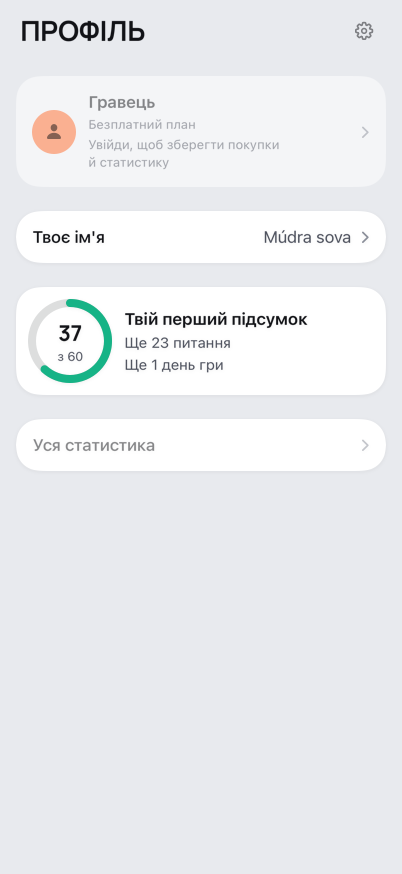 ПРОФІЛЬ
Гравець
Безплатний план
Увійди, щоб зберегти покупки
й статистику
Твоє ім'я
Múdra sova
37
з 60
Твій перший підсумок
Ще 23 питання
Ще 1 день гри
Уся статистика